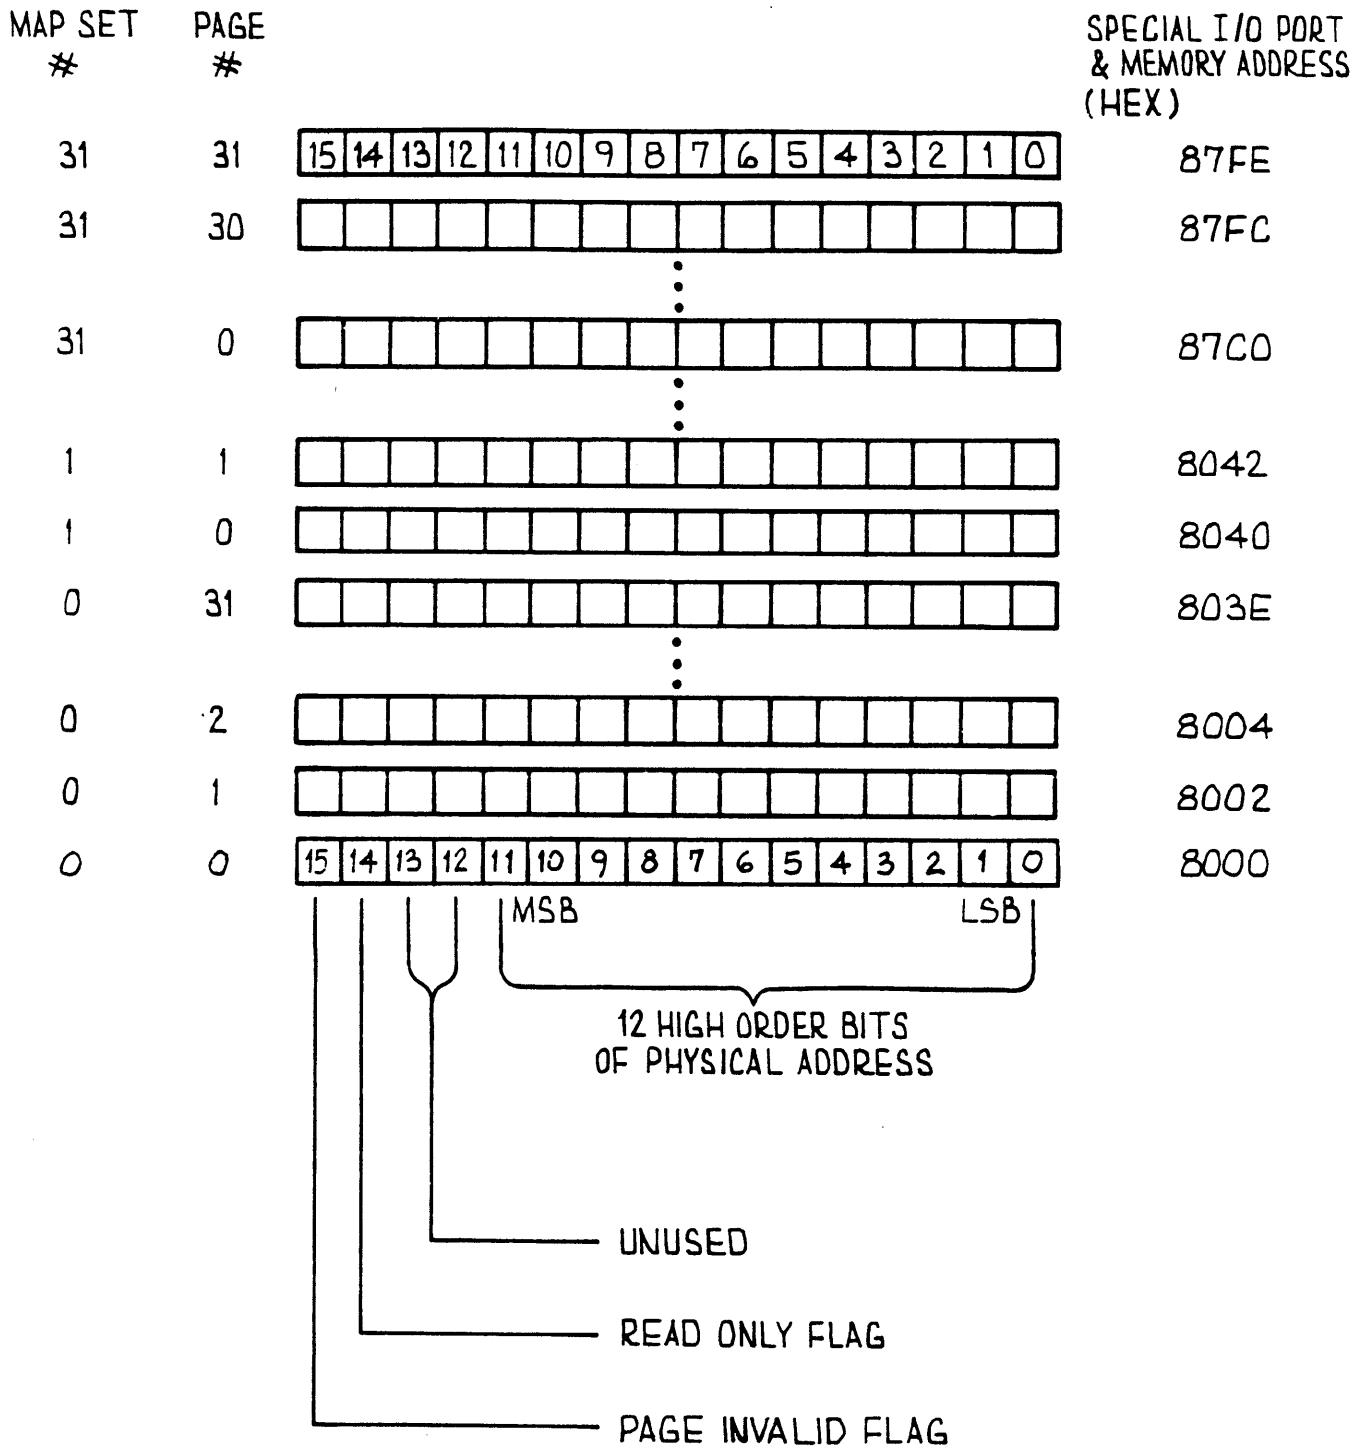 MAP SET PAGE SPECIAL I/O PORT
# # & MEMORY ADDRESS
(HEX)
31 31 15 14 13 12 11 10 9 8 7 6 5 4 3 2 1 0 87FE
31 30 87FC
31 0 87C0
1 1 8042
1 0 8040
0 31 803E
0 2 8004
0 1 8002
0 0 15 14 13 12 11 10 9 8 7 6 5 4 3 2 1 0 8000
MSB LSB
12 HIGH ORDER BITS
OF PHYSICAL ADDRESS
UNUSED
READ ONLY FLAG
PAGE INVALID FLAG